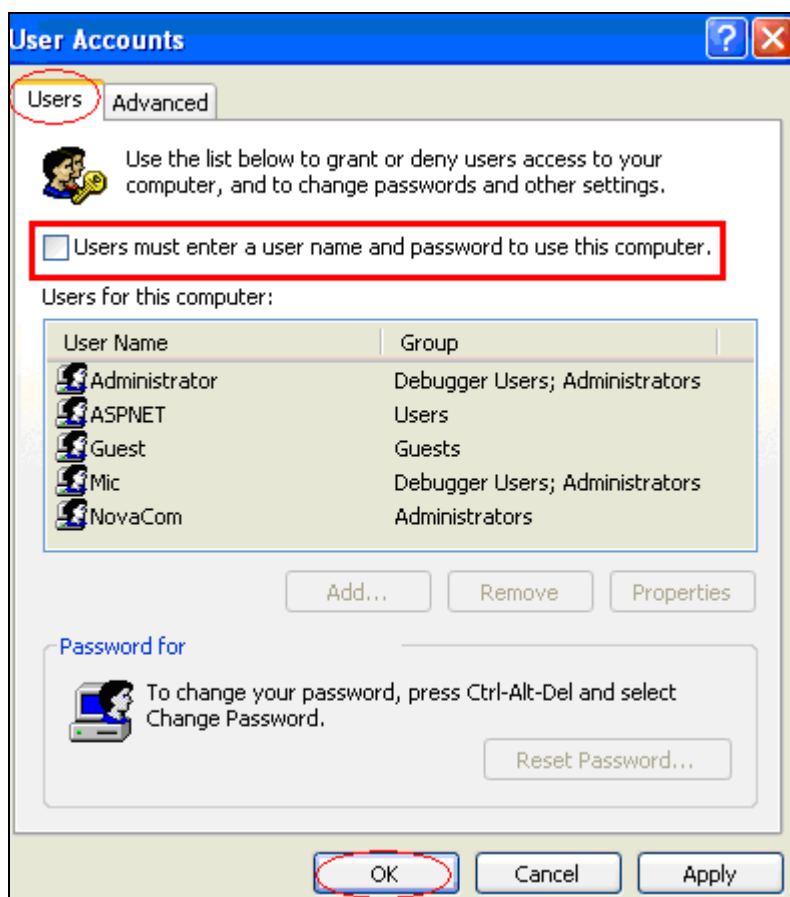 User Accounts
Users
Advanced
Use the list below to grant or deny users access to your
computer, and to change passwords and other settings.
Users must enter a user name and password to use this computer.
Users for this computer:
User Name Group
Administrator Debugger Users; Administrators
ASPNET Users
Guest Guests
Mic Debugger Users; Administrators
NovaCom Administrators
Add... Remove Properties
Password for
To change your password, press Ctrl-Alt-Del and select
Change Password.
Reset Password...
OK Cancel Apply